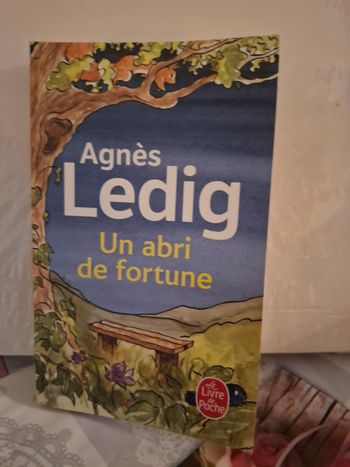 Agnès
Ledig
Un abri
de fortune
Le
Livre
de
Poche